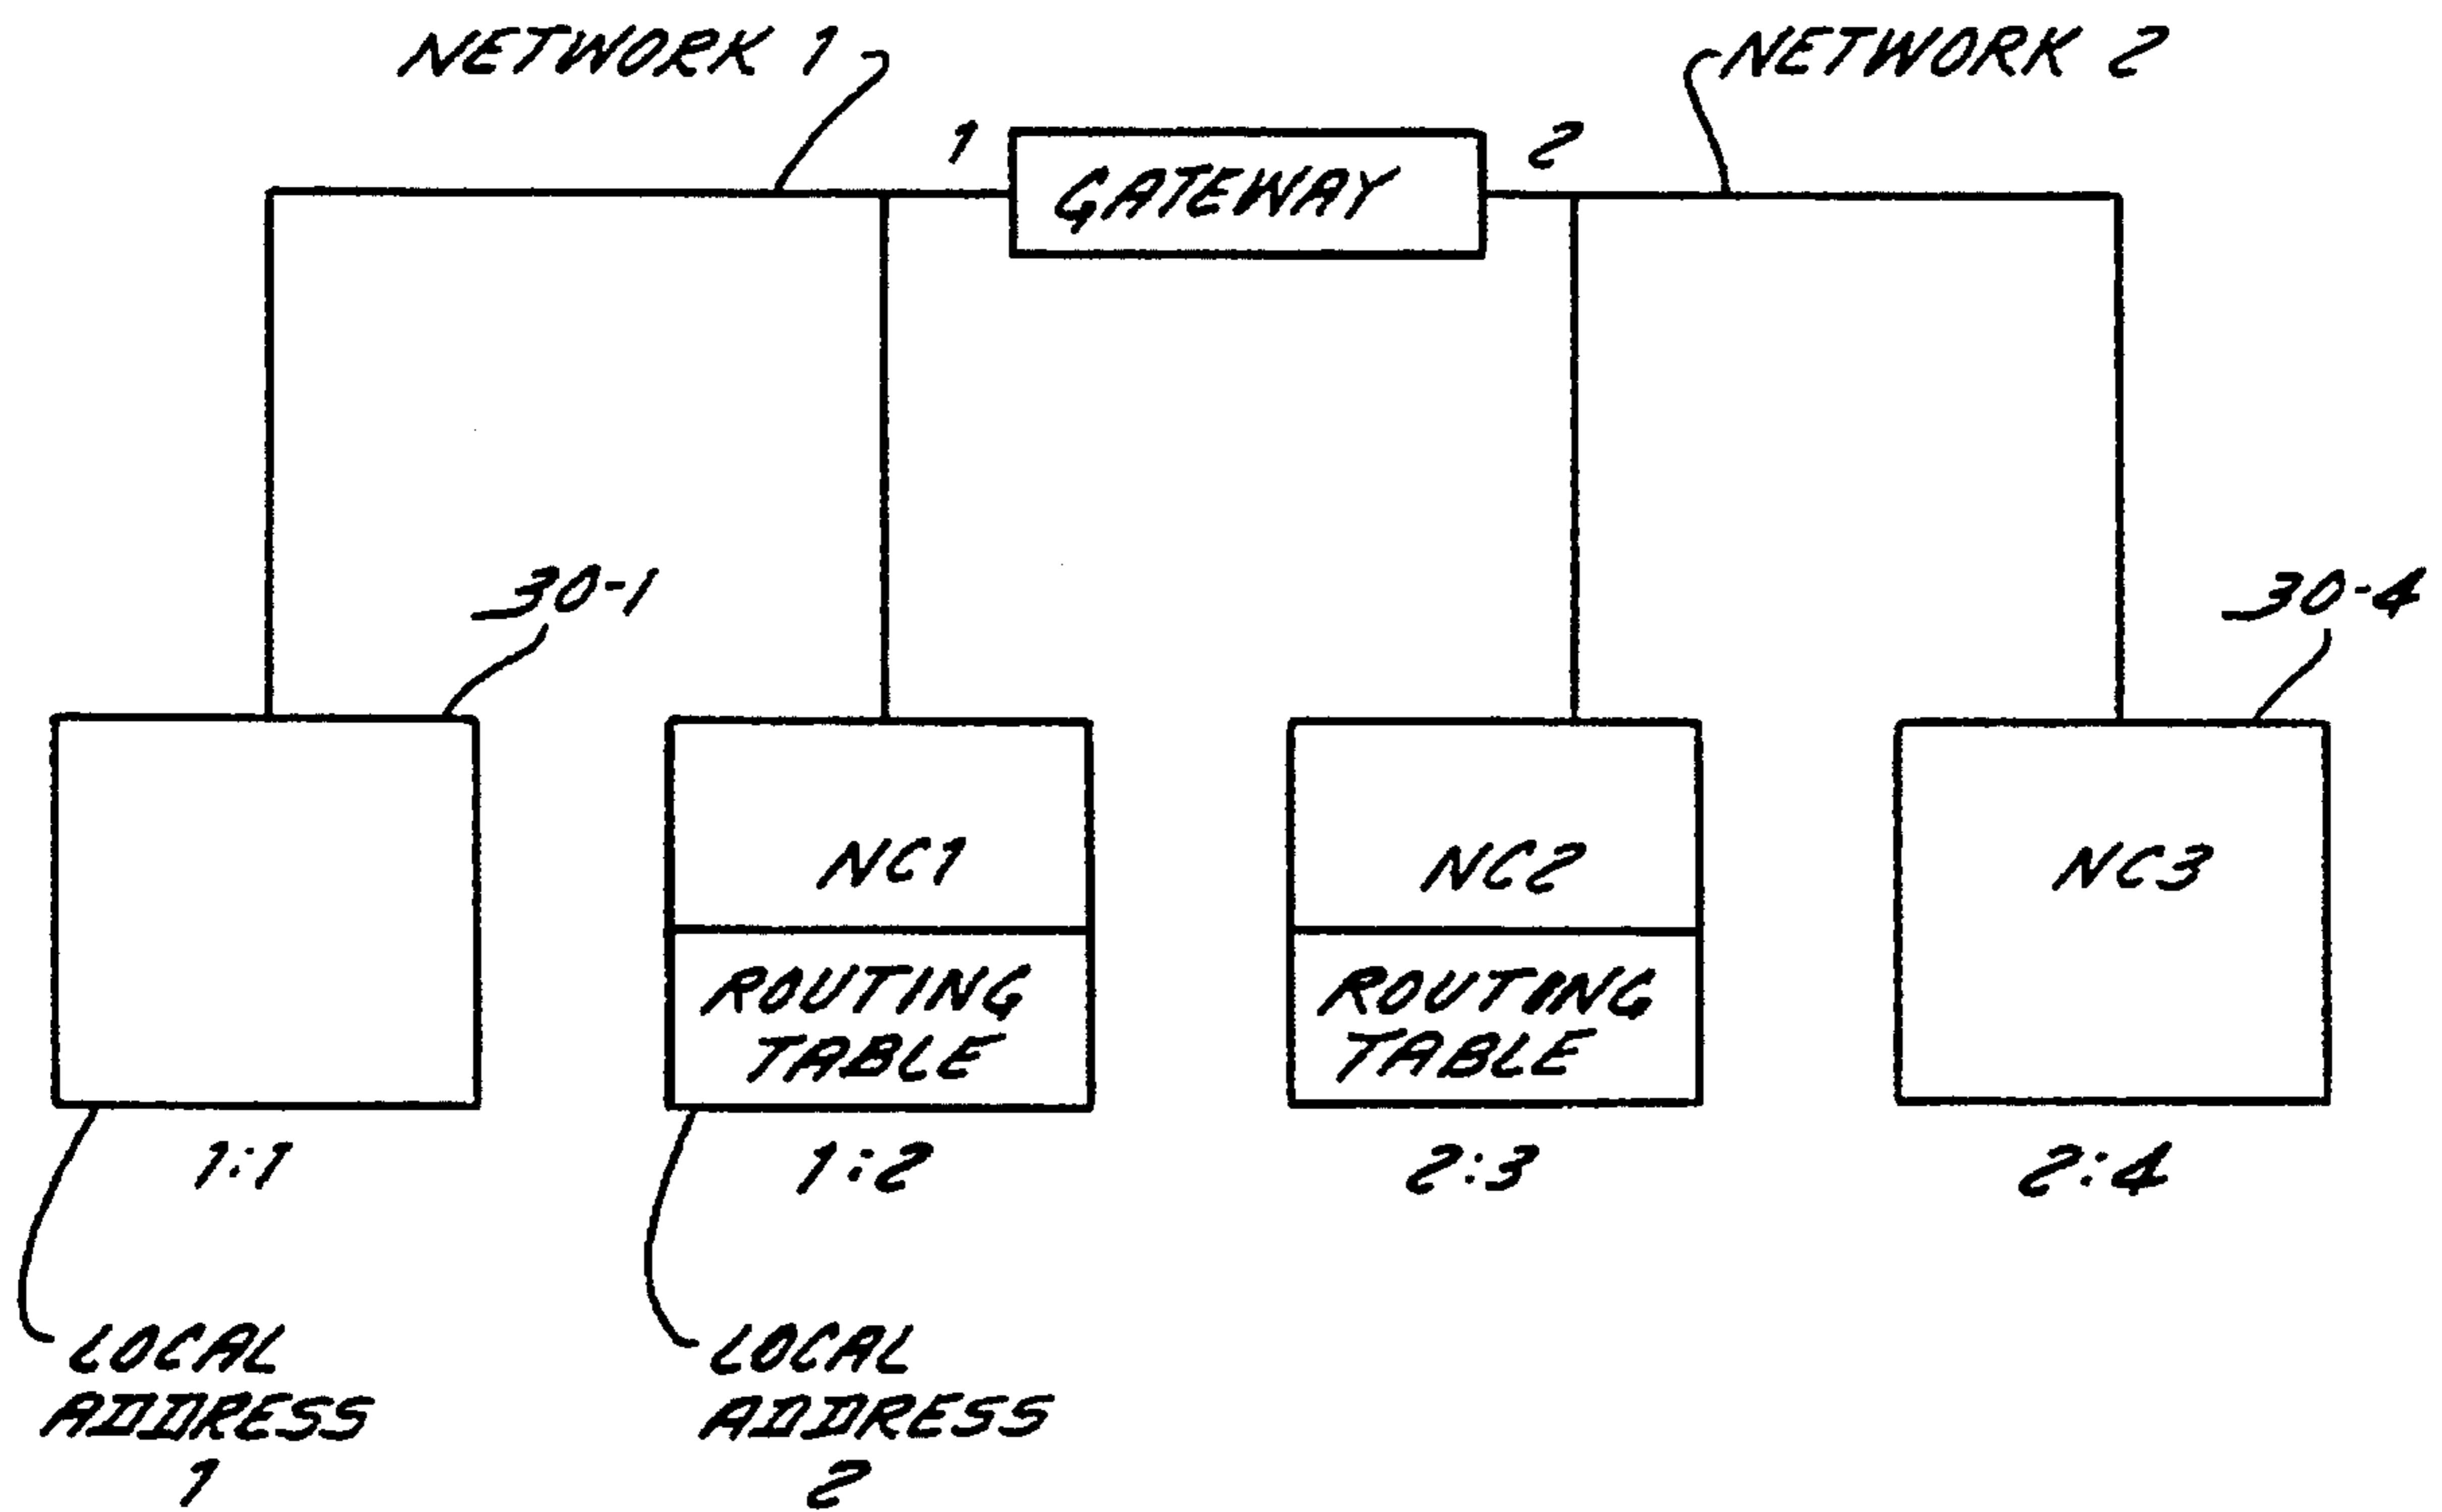 NETWORK 1
NETWORK 2
1
GATEWAY
2
30-1
30-4
NC1
ROUTING
TABLE
NC2
ROUTING
TABLE
NC3
1:1
1:2
2:3
2:4
LOCAL
ADDRESS
1
LOCAL
ADDRESS
2